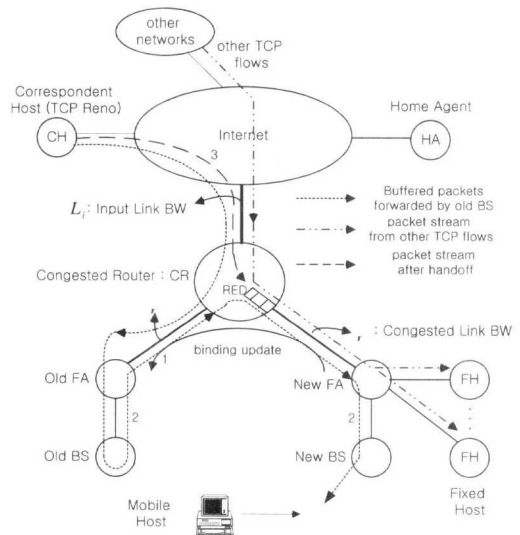 other
networks
other TCP
flows
Correspondent
Host (TCP Reno)
CH
Internet
Home Agent
HA
3
L_i : Input Link BW
Buffered packets
forwarded by old BS
packet stream
from other TCP flows
packet stream
after handoff
Congested Router : CR
RED
: Congested Link BW
binding update
1
Old FA
New FA
FH
2
2
Old BS
New BS
FH
Mobile
Host
Fixed
Host